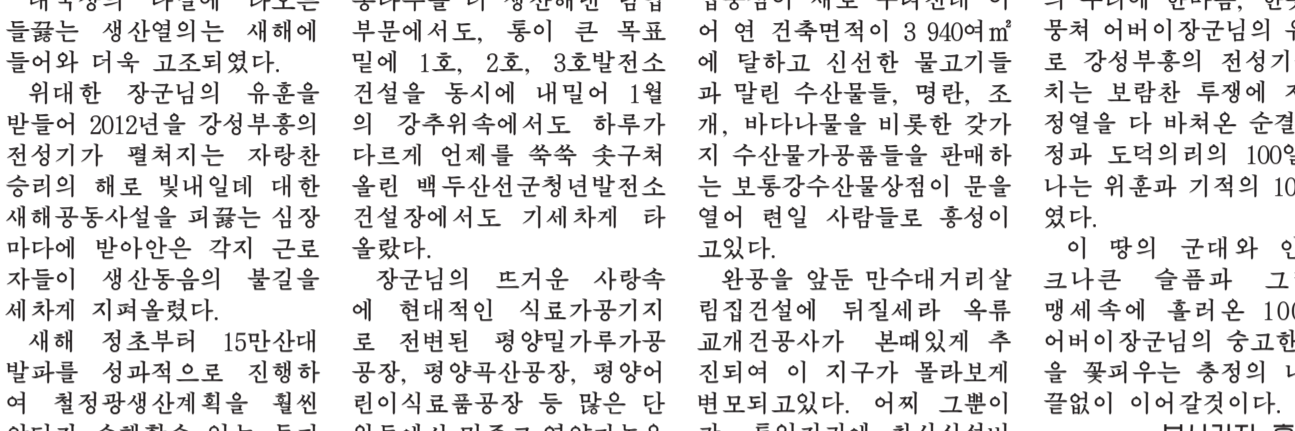 들끓는 생산열의는 새해에
들어와 더욱 고조되였다.
위대한 장군님의 유훈을
받들어 2012년을 강성부흥의
전성기가 펼쳐지는 자랑찬
승리의 해로 빛내일데 대한
새해공동사설을 피끓는 심장
마다에 받아안은 각지 근로
자들이 생산동음의 불길을
세차게 지펴올렸다.
새해 정초부터 15만산대
발파를 성과적으로 진행하
여 철정광생산계획을 훨씬
부문에서도, 통이 큰 목표
밑에 1호, 2호, 3호발전소
건설을 동시에 내밀어 1월
의 강추위속에서도 하루가
다르게 언제를 쑥쑥 솟구쳐
올린 백두산선군청년발전소
건설장에서도 기세차게 타
올랐다.
장군님의 뜨거운 사랑속
에 현대적인 식료가공기지
로 전변된 평양밀가루가공
공장, 평양곡산공장, 평양어
린이식료품공장 등 많은 단
어 연 건축면적이 3 940여㎡
에 달하고 신선한 물고기들
과 말린 수산물들, 명란, 조
개, 바다나물을 비롯한 갖가
지 수산물가공품들을 판매하
는 보통강수산물상점이 문을
열어 련일 사람들로 흥성이
고있다.
완공을 앞둔 만수대거리살
림집건설에 뒤질세라 옥류
교개건공사가 본때있게 추
진되여 이 지구가 몰라보게
변모되고있다. 어찌 그뿐이
뭉쳐 어버이장군님의
로 강성부흥의 전성기
치는 보람찬 투쟁에
정열을 다 바쳐온 순결
정과 도덕의리의 100일
나는 위훈과 기적의 10
였다.
이 땅의 군대와
크나큰 슬픔과
맹세속에 흘러온 100
어버이장군님의 숭고한
을 꽃피우는 충정의
끝없이 이어갈것이다.